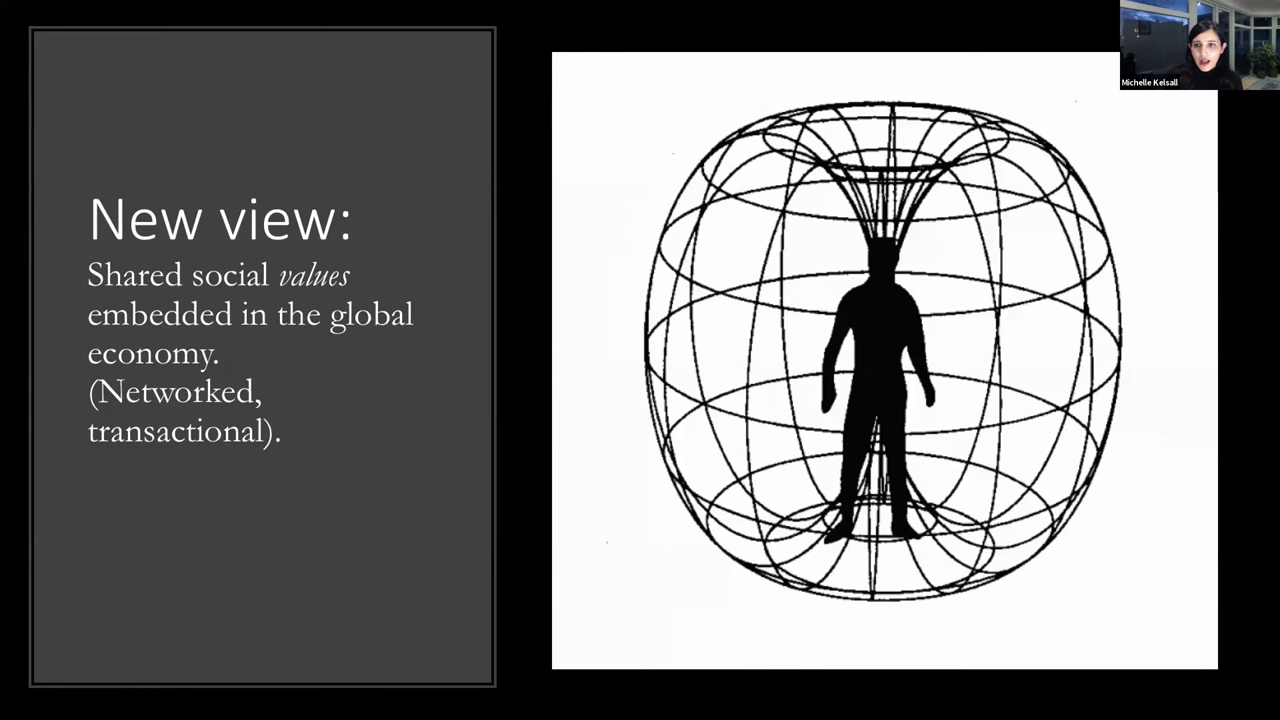 New view:
Shared social values
embedded in the global
economy.
(Networked,
transactional).
Michelle Kelsall